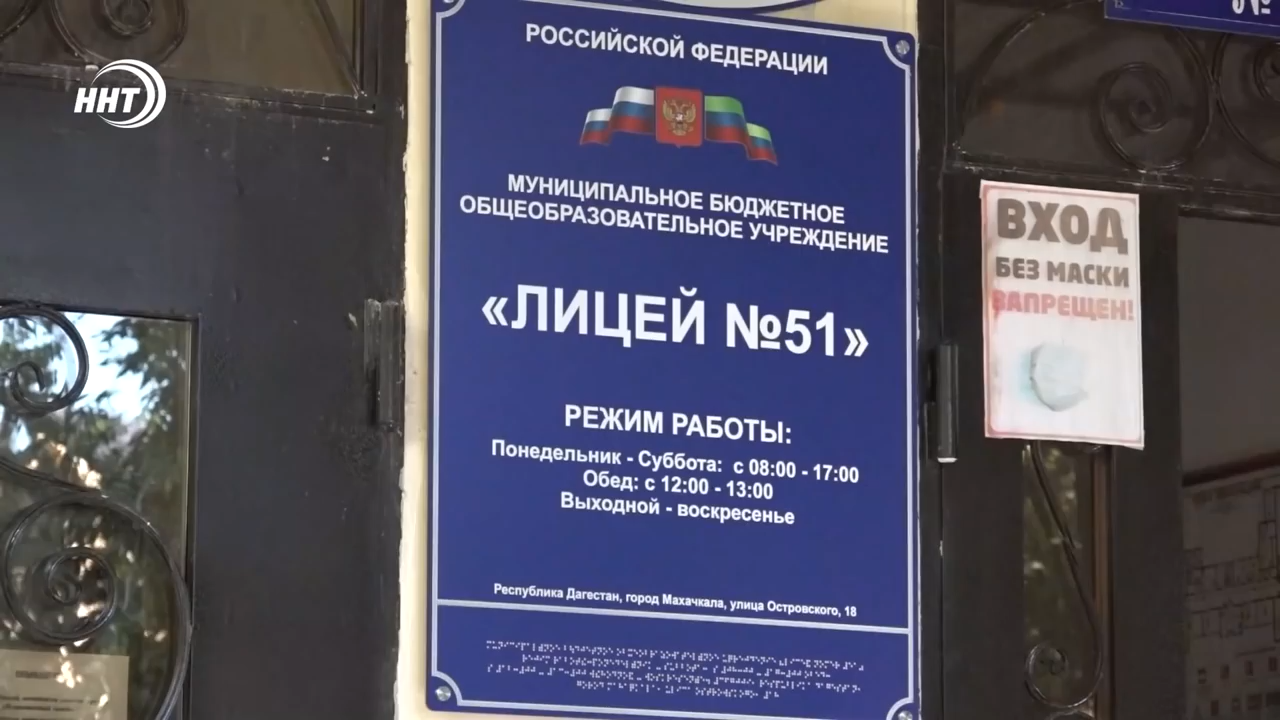 ННТ
№
РОССИЙСКОЙ ФЕДЕРАЦИИ
МУНИЦИПАЛЬНОЕ БЮДЖЕТНОЕ
ОБЩЕОБРАЗОВАТЕЛЬНОЕ УЧРЕЖДЕНИЕ
«ЛИЦЕЙ №51»
РЕЖИМ РАБОТЫ:
Понедельник - Суббота: с 08:00 - 17:00
Обед: с 12:00 - 13:00
Выходной - воскресенье
Республика Дагестан, город Махачкала, улица Островского, 18
ВХОД
БЕЗ МАСКИ
ЗАПРЕЩЕН!